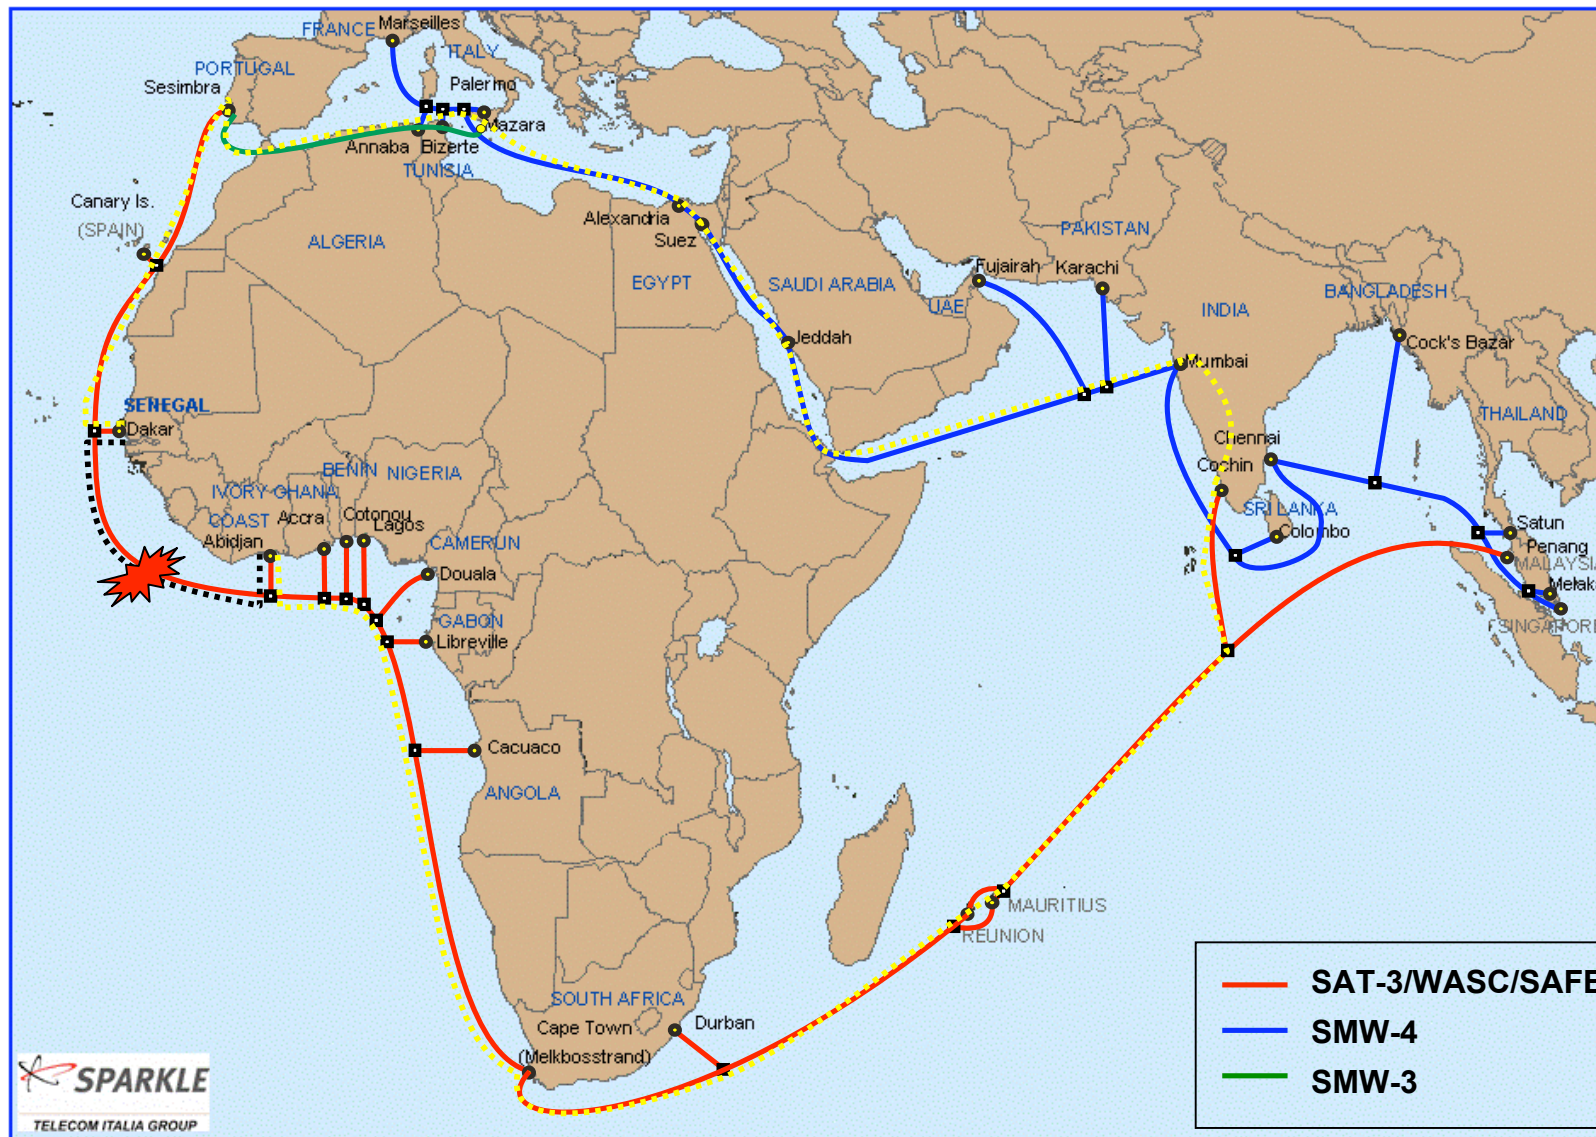 FRANCE
Marseilles
ITALY
PORTUGAL
Sesimbra
Palermo
Mazara
Annaba
Bizerte
TUNISIA
Canary Is.
(SPAIN)
ALGERIA
Alexandria
Suez
EGYPT
SAUDI ARABIA
PAKISTAN
Fujairah
Karachi
UAE
INDIA
BANGLADESH
Cock's Bazar
Jeddah
Mumbai
THAILAND
SENEGAL
Dakar
Chennai
Cochin
BENIN
NIGERIA
IVORY
GHANA
COAST
Accra
Cotonou
Lagos
Abidjan
CAMERUN
Douala
SRI LANKA
Colombo
Satun
Penang
MALAYSI
Melak
(SINGAPORE
GABON
Libreville
Cacuaco
ANGOLA
MAURITIUS
REUNION
SOUTH AFRICA
Cape Town
(Melkbosstrand)
Durban
SAT-3/WASC/SAFE
SMW-4
SMW-3
SPARKLE
TELECOM ITALIA GROUP